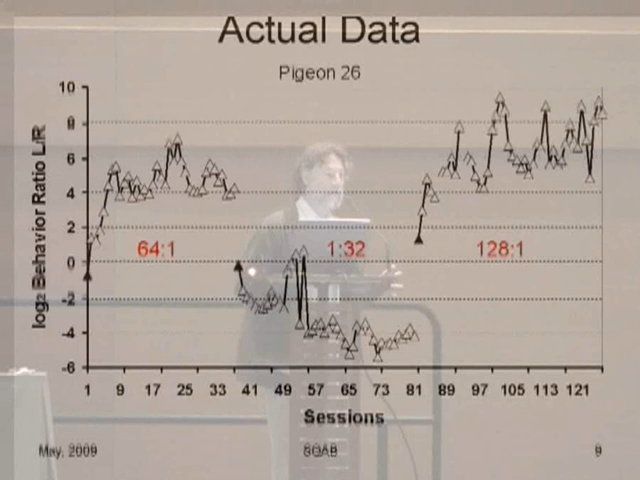 Actual Data
Pigeon 26
log2 Behavior Ratio L/R
10
8
6
4
2
0
-2
-4
-6
64:1
1:32
128:1
1 9 17 25 33 41 49 57 65 73 81 89 97 105 113 121
Sessions
May, 2009 SQAB 9